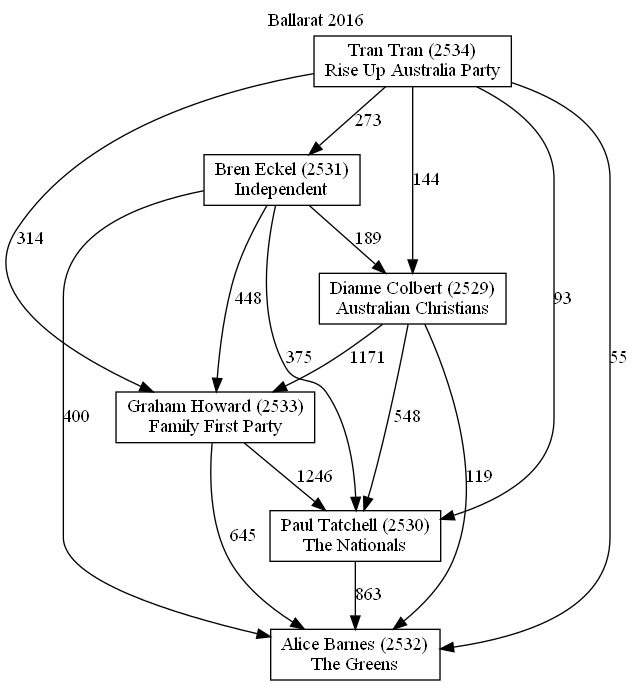 Ballarat 2016
Tran Tran (2534)
Rise Up Australia Party
273
Bren Eckel (2531)
Independent
144
314
189
Dianne Colbert (2529)
Australian Christians
448
93
375
1171
55
Graham Howard (2533)
Family First Party
400
548
1246
119
Paul Tatchell (2530)
The Nationals
645
863
Alice Barnes (2532)
The Greens